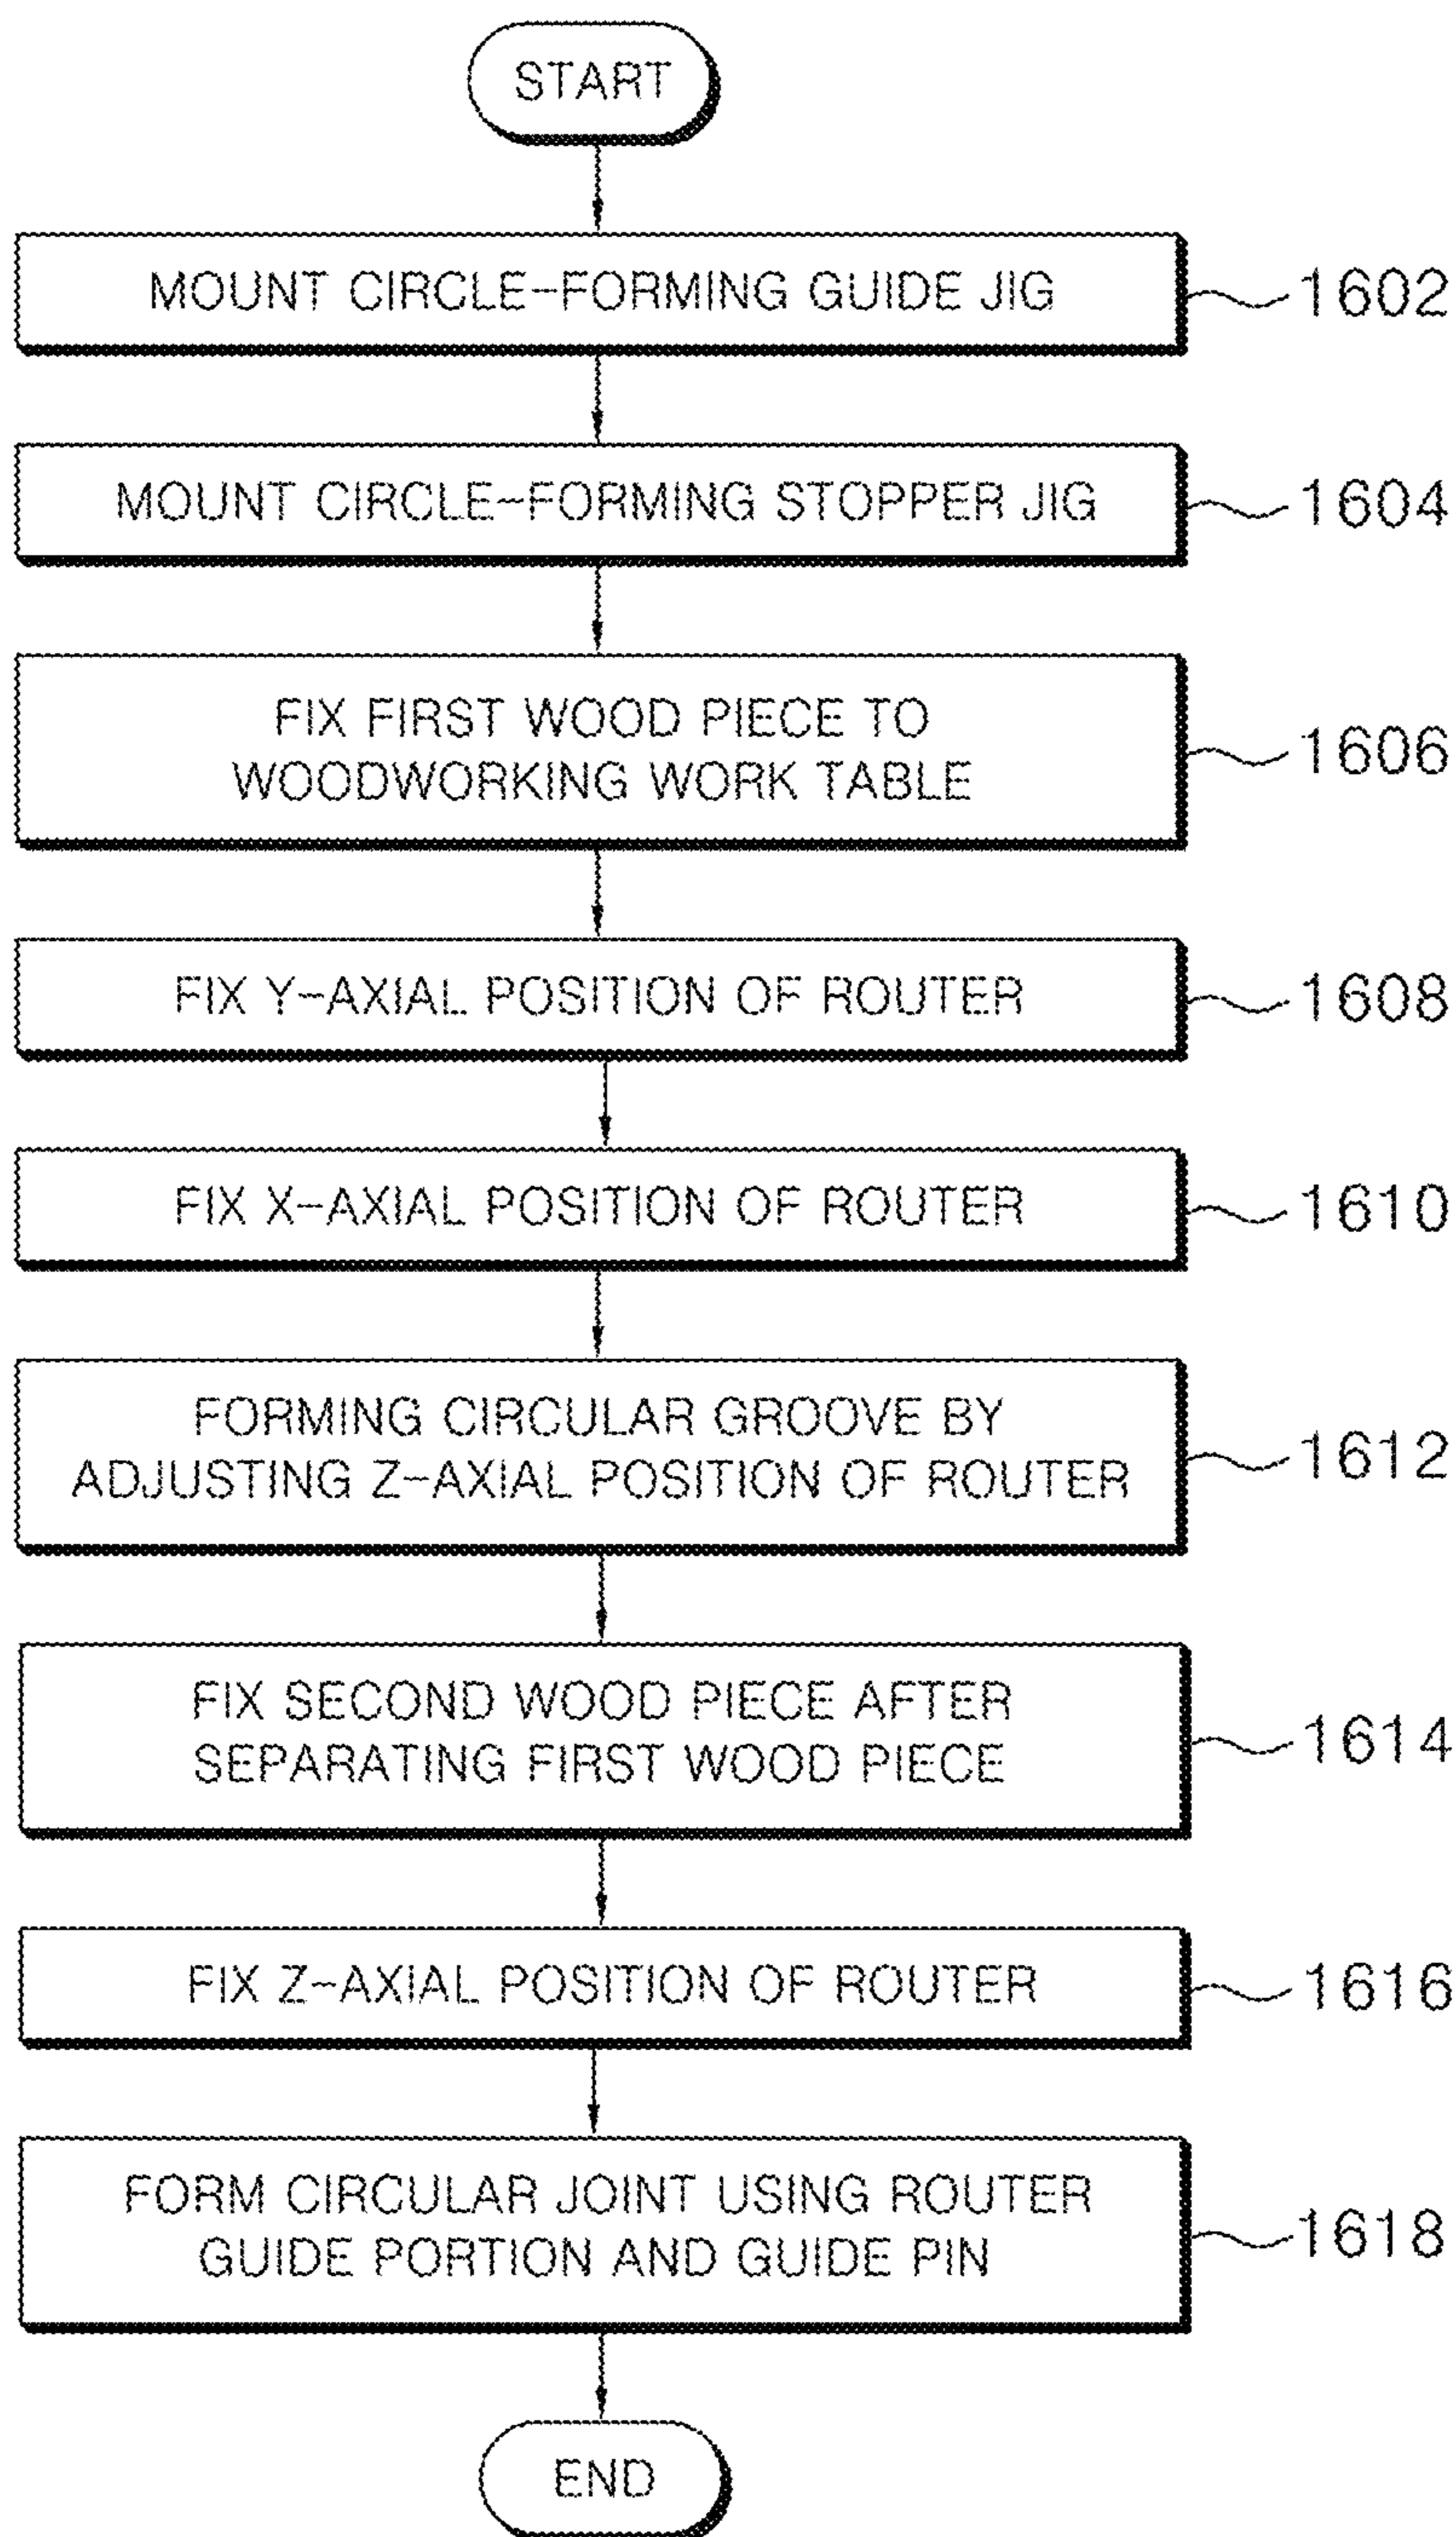 START
MOUNT CIRCLE-FORMING GUIDE JIG
1602
MOUNT CIRCLE-FORMING STOPPER JIG
1604
FIX FIRST WOOD PIECE TO
WOODWORKING WORK TABLE
1606
FIX Y-AXIAL POSITION OF ROUTER
1608
FIX X-AXIAL POSITION OF ROUTER
1610
FORMING CIRCULAR GROOVE BY
ADJUSTING Z-AXIAL POSITION OF ROUTER
1612
FIX SECOND WOOD PIECE AFTER
SEPARATING FIRST WOOD PIECE
1614
FIX Z-AXIAL POSITION OF ROUTER
1616
FORM CIRCULAR JOINT USING ROUTER
GUIDE PORTION AND GUIDE PIN
1618
END